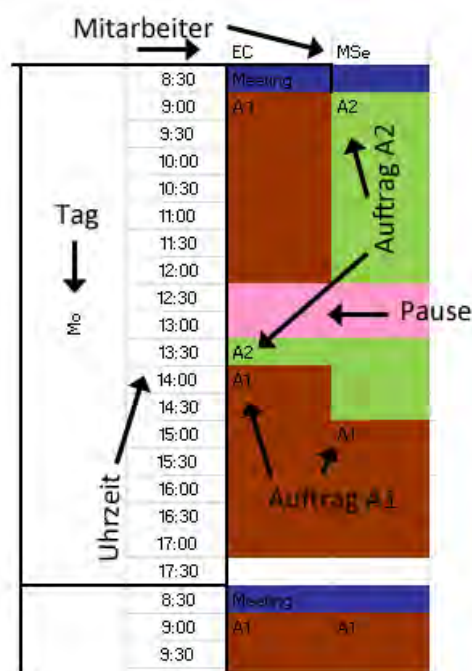 Mitarbeiter
EC MSe
8:30 Meeting
9:00 A1 A2
9:30
10:00
10:30
11:00
11:30
12:00
12:30
13:00
13:30 A2
14:00 A1
14:30
15:00 A1
15:30
16:00
16:30
17:00
17:30
8:30 Meeting
9:00 A1 A1
9:30
Tag
Mo
Uhrzeit
Auftrag A2
Pause
Auftrag A1